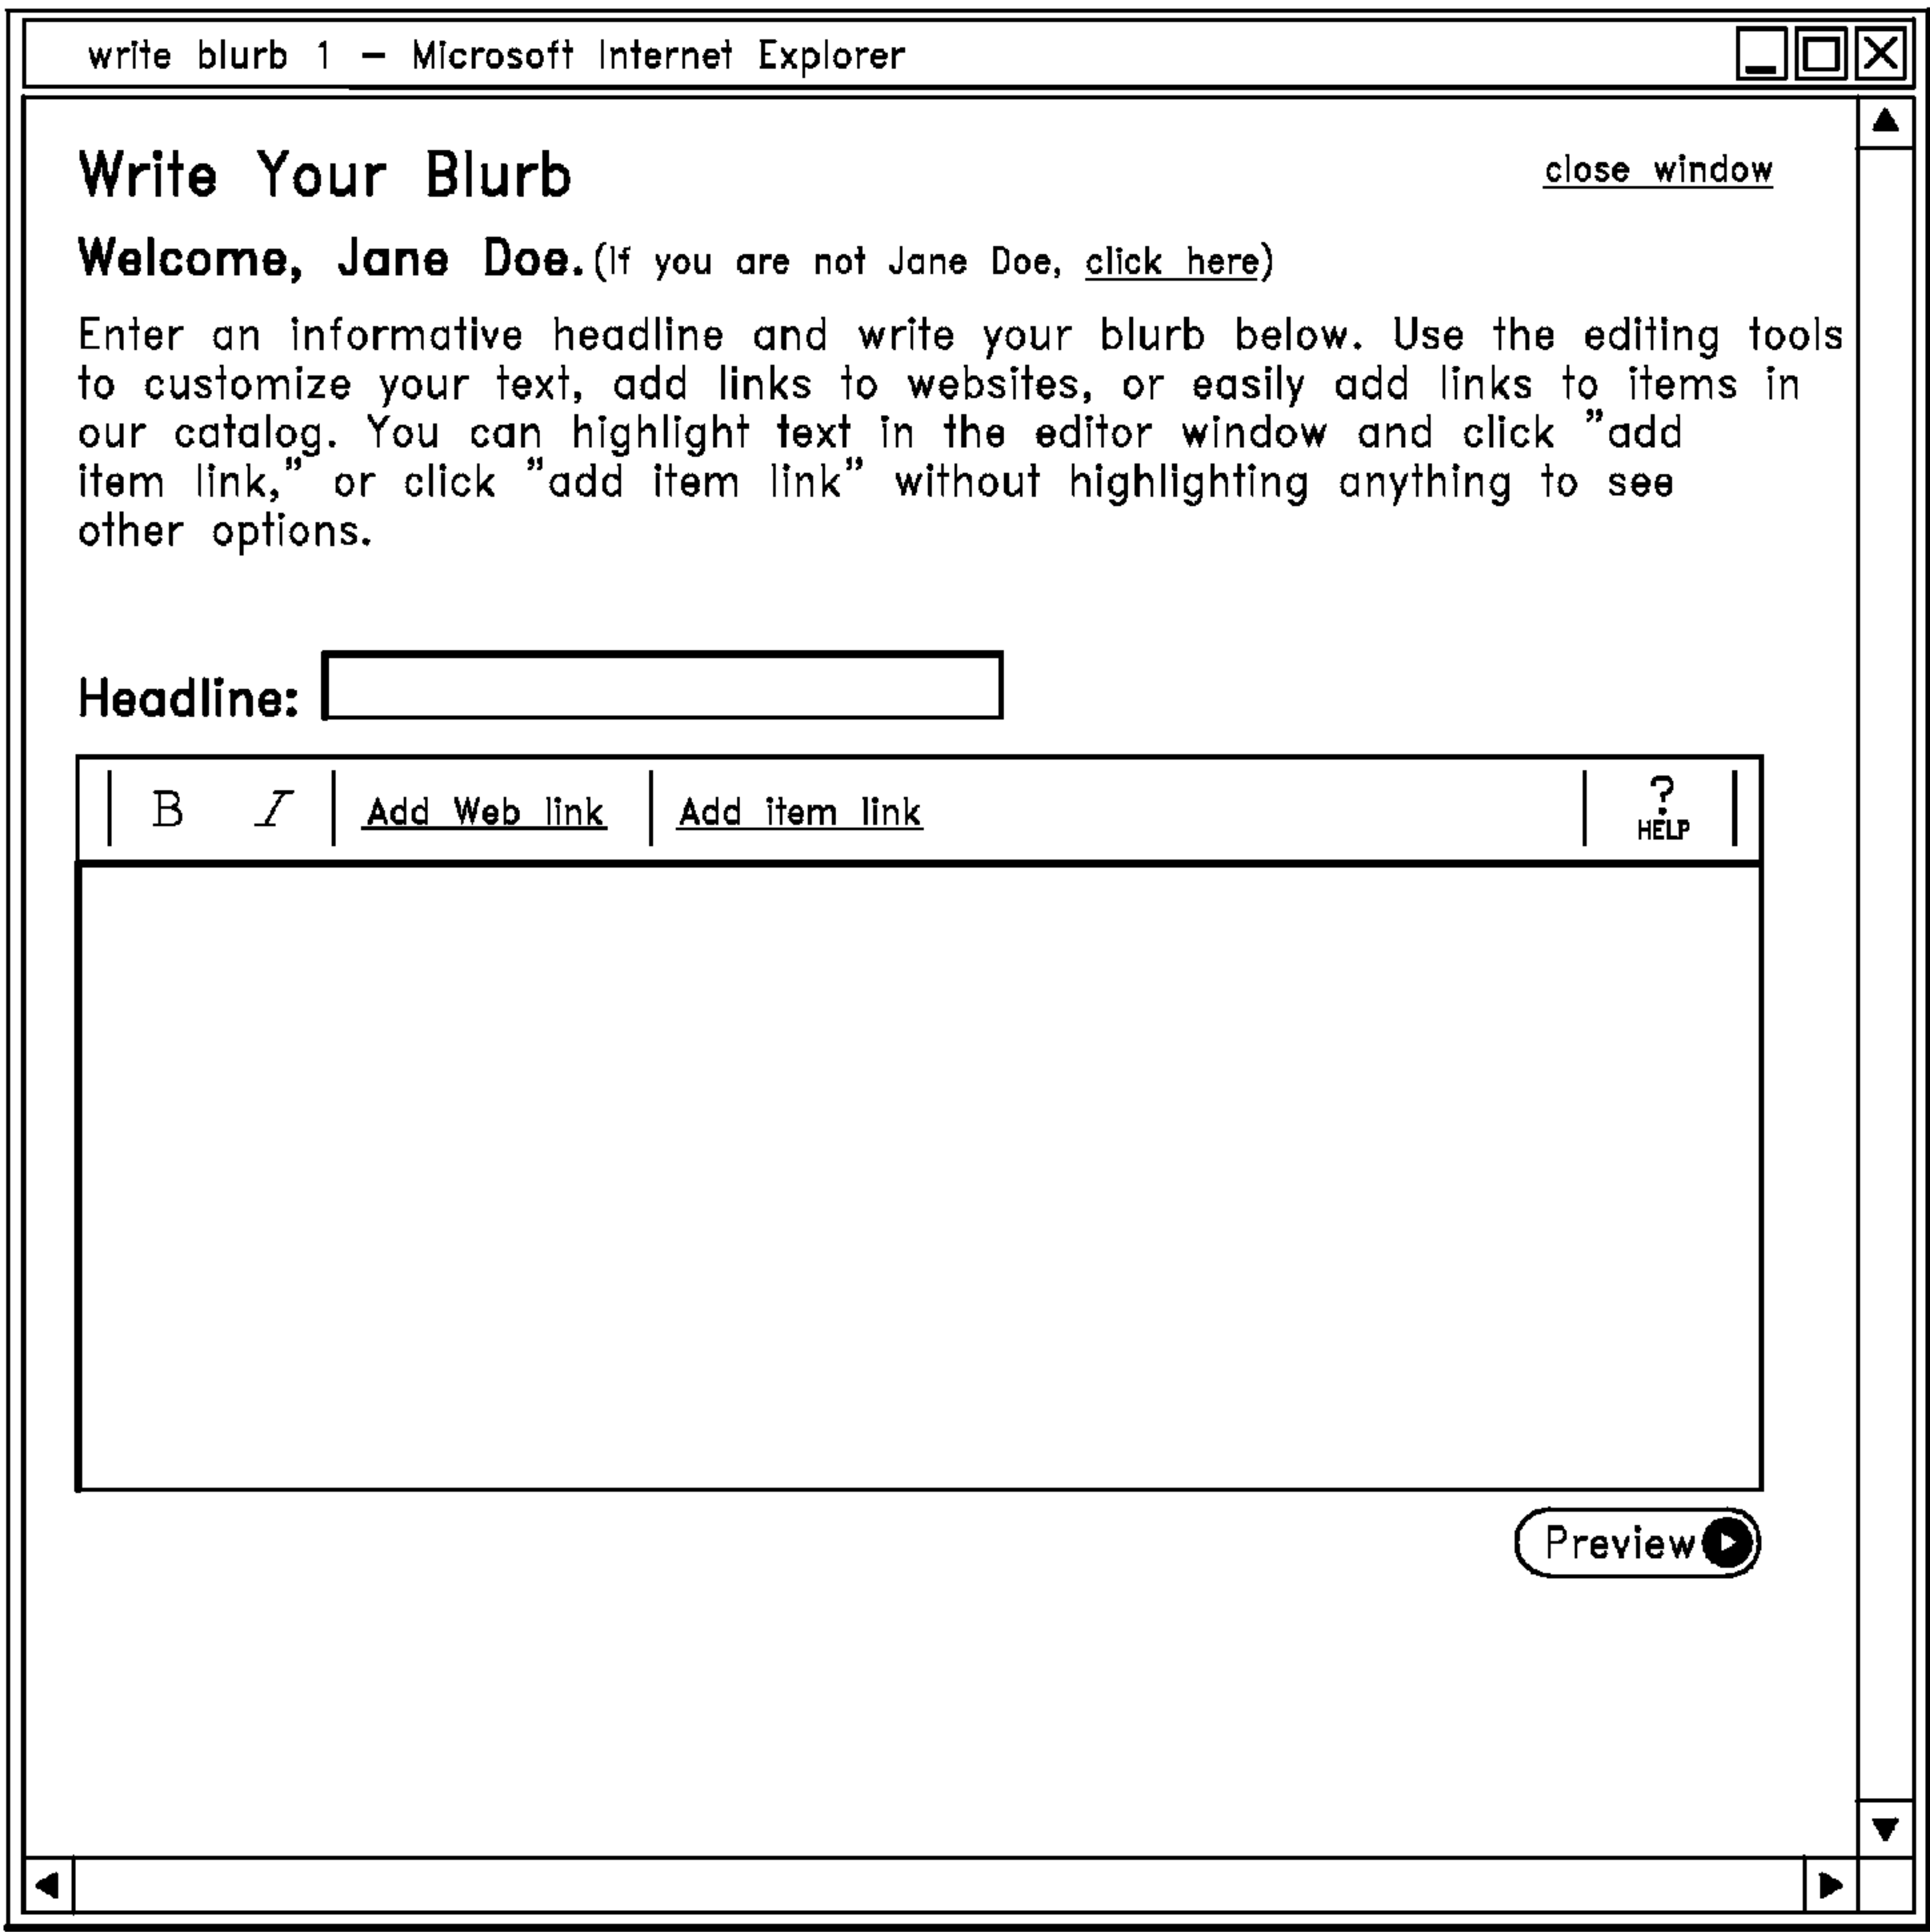 write blurb 1 – Microsoft Internet Explorer
Write Your Blurb
close window
Welcome, Jane Doe. (If you are not Jane Doe, click here)
Enter an informative headline and write your blurb below. Use the editing tools
to customize your text, add links to websites, or easily add links to items in
our catalog. You can highlight text in the editor window and click ”add
item link,” or click ”add item link” without highlighting anything to see
other options.
Headline:
B I Add Web link Add item link ?
HELP
Preview